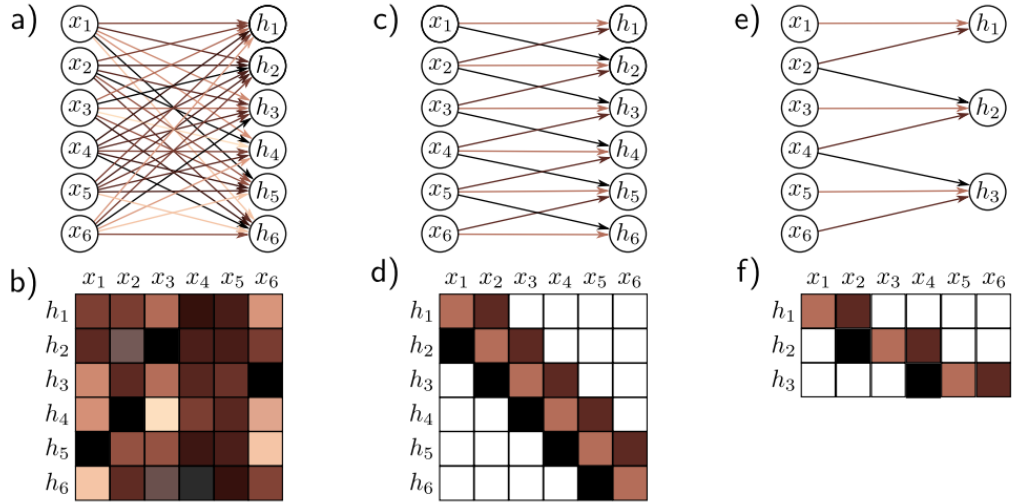 a)
x₁ h₁
x₂ h₂
x₃ h₃
x₄ h₄
x₅ h₅
x₆ h₆
c)
x₁ h₁
x₂ h₂
x₃ h₃
x₄ h₄
x₅ h₅
x₆ h₆
e)
x₁ h₁
x₂
x₃ h₂
x₄
x₅ h₃
x₆
b)
x₁ x₂ x₃ x₄ x₅ x₆
h₁
h₂
h₃
h₄
h₅
h₆
d)
x₁ x₂ x₃ x₄ x₅ x₆
h₁
h₂
h₃
h₄
h₅
h₆
f)
x₁ x₂ x₃ x₄ x₅ x₆
h₁
h₂
h₃